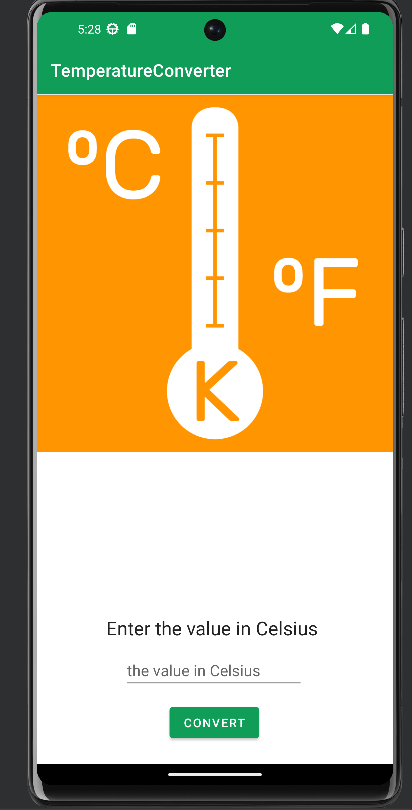 5:28
TemperatureConverter
ºC
ºF
K
Enter the value in Celsius
the value in Celsius
CONVERT